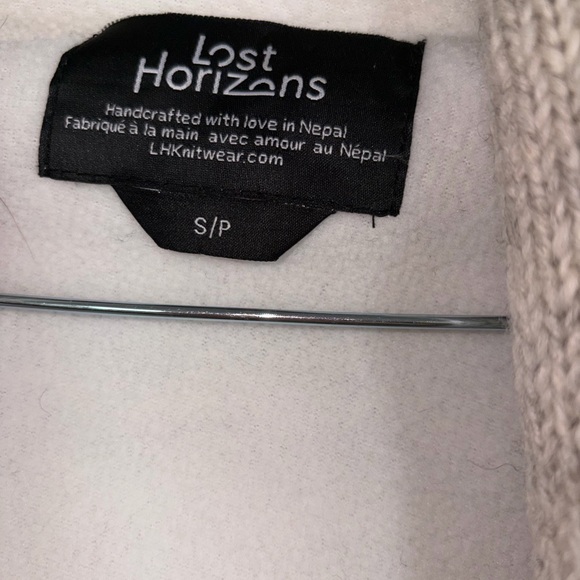 Lost
Horizons
Handcrafted with love in Nepal
Fabriqué à la main avec amour au Népal
LHKnitwear.com
S/P